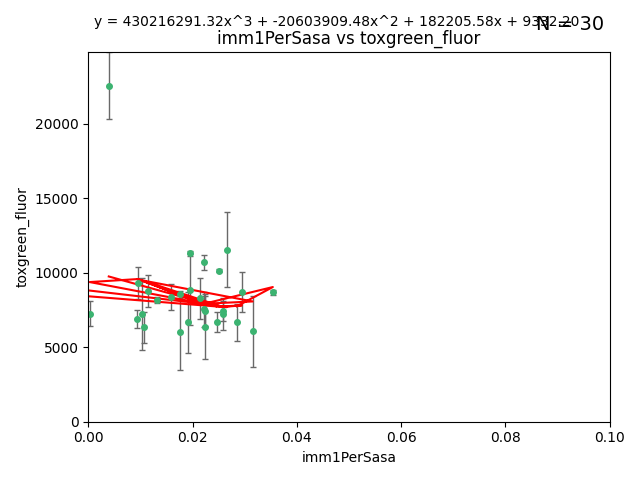 y = 430216291.32x^3 + -20603909.48x^2 + 182205.58x + 9332.20
N = 30
imm1PerSasa vs toxgreen_fluor
toxgreen_fluor
20000
15000
10000
5000
0
0.00 0.02 0.04 0.06 0.08 0.10
imm1PerSasa